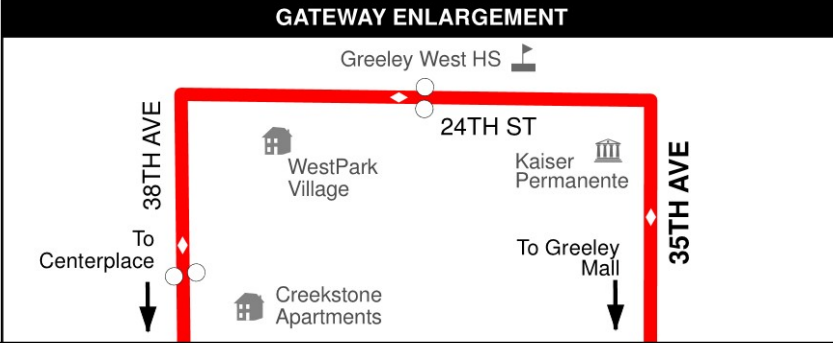 GATEWAY ENLARGEMENT
Greeley West HS
38TH AVE
24TH ST
WestPark
Village
Kaiser
Permanente
35TH AVE
To
Centerplace
To Greeley
Mall
Creekstone
Apartments